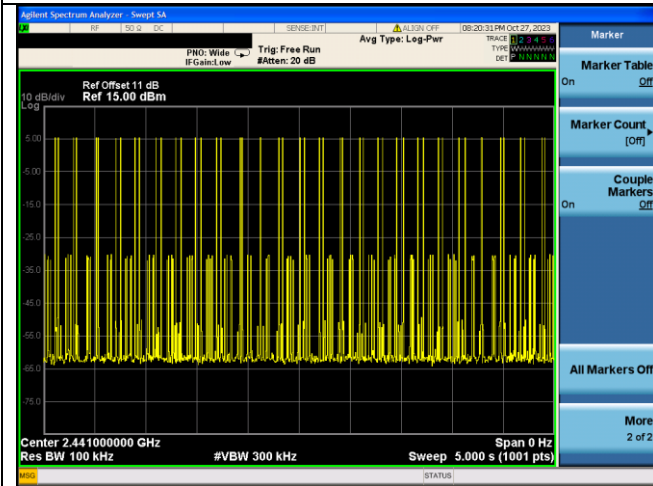 Agilent Spectrum Analyzer - Swept SA
RF 50 Ω DC SENSE:INT ALIGN OFF 08:20:31 PM Oct 27, 2023
Avg Type: Log-Pwr
TRACE 1 2 3 4 5 6
TYPE
DET P N N N N N
PNO: Wide
IFGain:Low
Trig: Free Run
#Atten: 20 dB
Ref Offset 11 dB
10 dB/div Ref 15.00 dBm
Log
5.00
-5.00
-15.0
-25.0
-35.0
-45.0
-55.0
-65.0
-75.0
Center 2.441000000 GHz Span 0 Hz
Res BW 100 kHz #VBW 300 kHz Sweep 5.000 s (1001 pts)
MSG STATUS
Marker
Marker Table
On Off
Marker Count
[Off]
Couple
Markers
On Off
All Markers Off
More
2 of 2